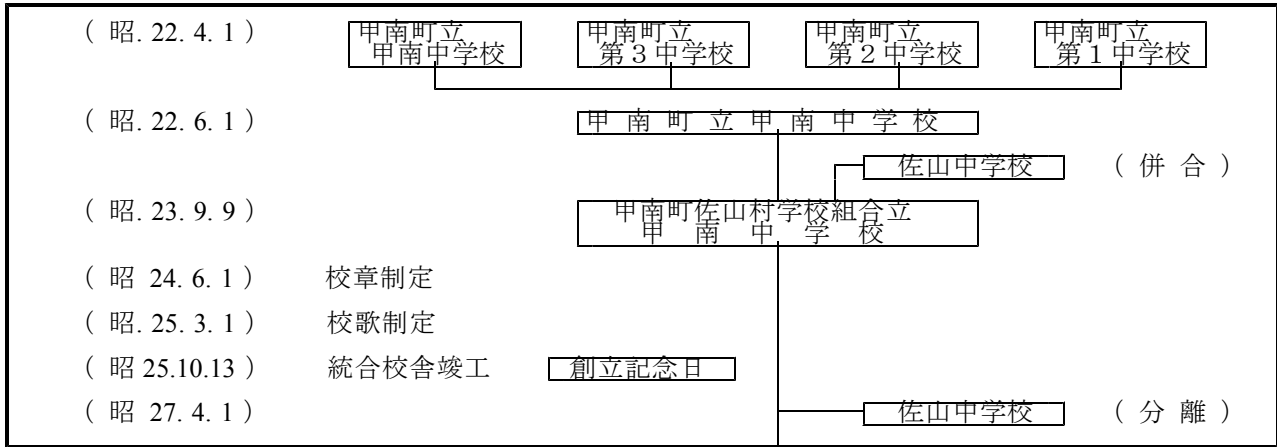 ( 昭. 22. 4. 1 )
甲南町立
甲南中学校
甲南町立
第3中学校
甲南町立
第2中学校
甲南町立
第1中学校
( 昭. 22. 6. 1 )
甲 南 町 立 甲 南 中 学 校
佐山中学校 ( 併 合 )
( 昭. 23. 9. 9 )
甲南町佐山村学校組合立
甲 南 中 学 校
( 昭 24. 6. 1 ) 校章制定
( 昭. 25. 3. 1 ) 校歌制定
( 昭 25.10.13 ) 統合校舎竣工 創立記念日
( 昭 27. 4. 1 ) 佐山中学校 ( 分 離 )